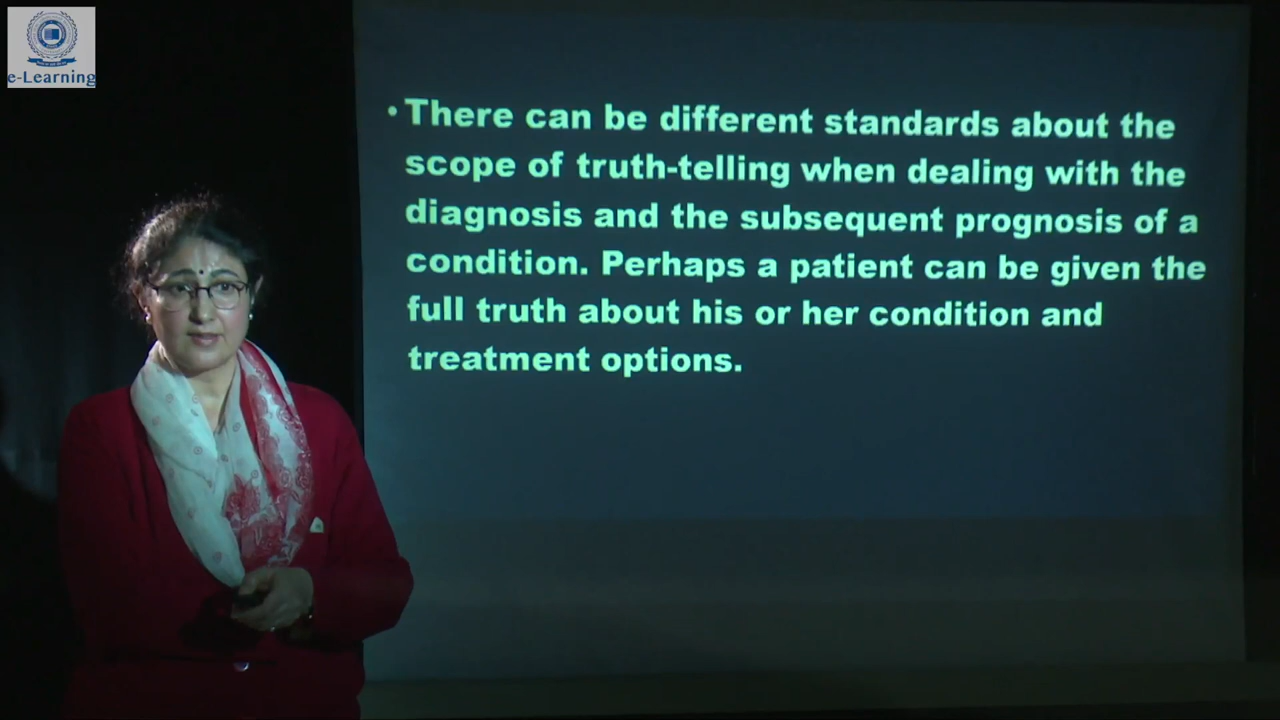 e-Learning
• There can be different standards about the
scope of truth-telling when dealing with the
diagnosis and the subsequent prognosis of a
condition. Perhaps a patient can be given the
full truth about his or her condition and
treatment options.